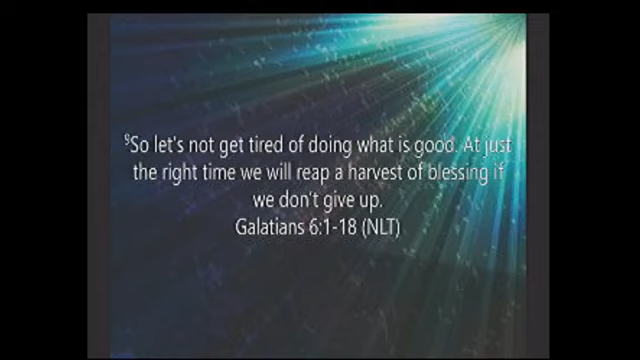 ⁹So let's not get tired of doing what is good. At just
the right time we will reap a harvest of blessing if
we don't give up.
Galatians 6:1-18 (NLT)